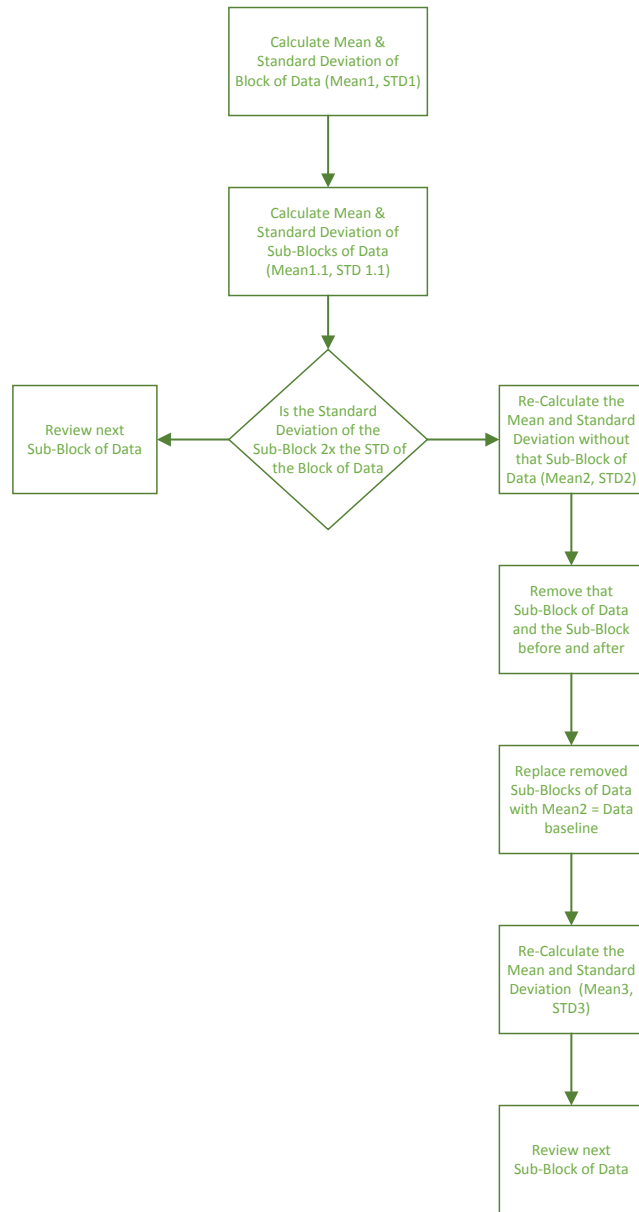 Calculate Mean &
Standard Deviation of
Block of Data (Mean1, STD1)
Calculate Mean &
Standard Deviation of
Sub-Blocks of Data
(Mean1.1, STD 1.1)
Is the Standard
Deviation of the
Sub-Block 2x the STD of
the Block of Data
Review next
Sub-Block of Data
Re-Calculate the
Mean and Standard
Deviation without
that Sub-Block of
Data (Mean2, STD2)
Remove that
Sub-Block of Data
and the Sub-Block
before and after
Replace removed
Sub-Blocks of Data
with Mean2 = Data
baseline
Re-Calculate the
Mean and Standard
Deviation (Mean3,
STD3)
Review next
Sub-Block of Data